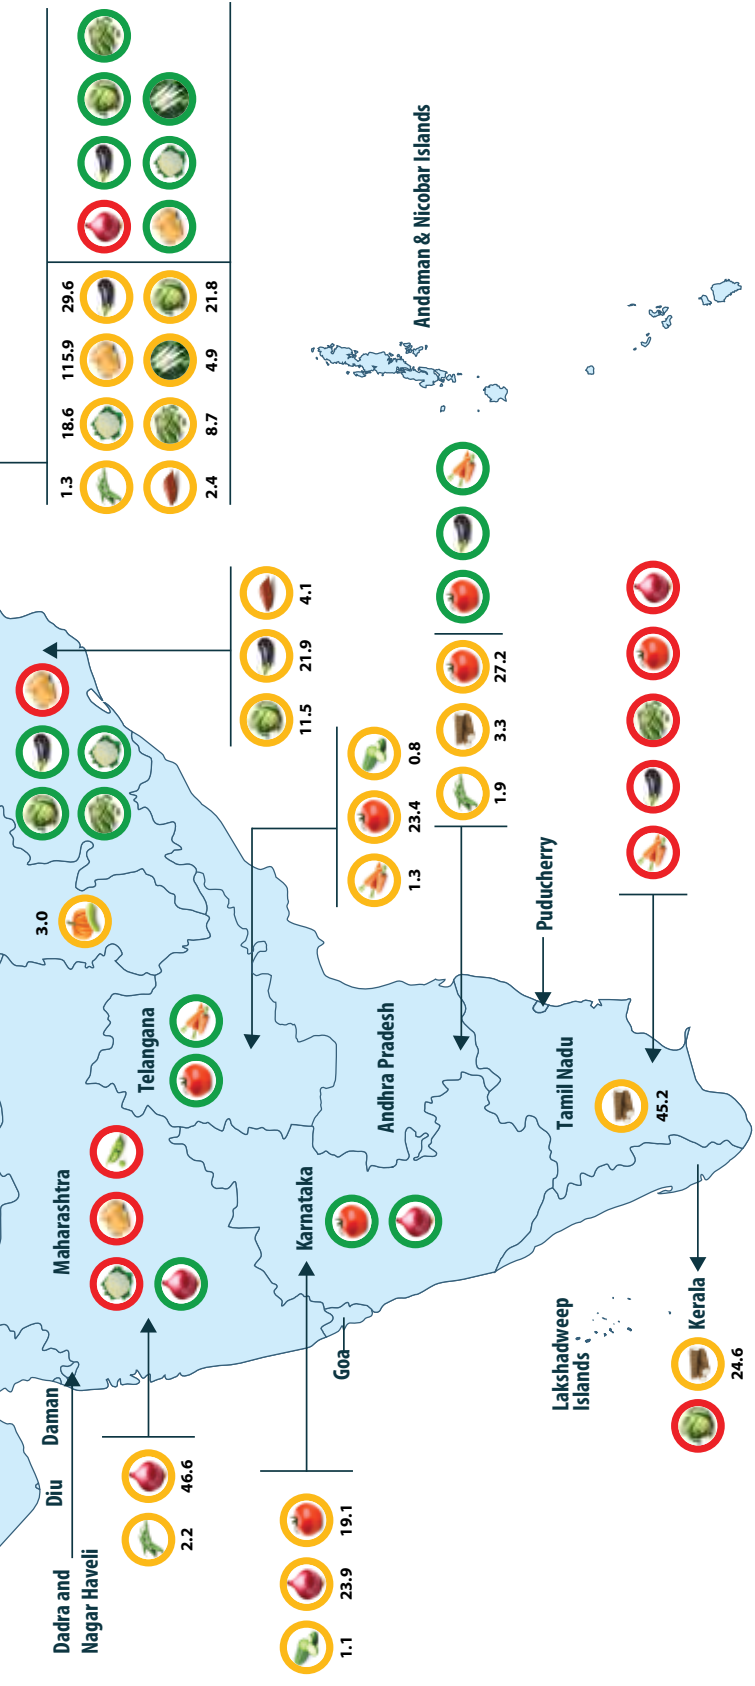 29.6
115.9
18.6
1.3
21.8
4.9
8.7
2.4
Andaman & Nicobar Islands
4.1
21.9
11.5
0.8
23.4
1.3
27.2
3.3
1.9
3.0
Puducherry
Telangana
Andhra Pradesh
Tamil Nadu
45.2
Maharashtra
Karnataka
Goa
Lakshadweep
Islands
Kerala
24.6
Daman
Diu
Dadra and
Nagar Haveli
46.6
2.2
19.1
23.9
1.1